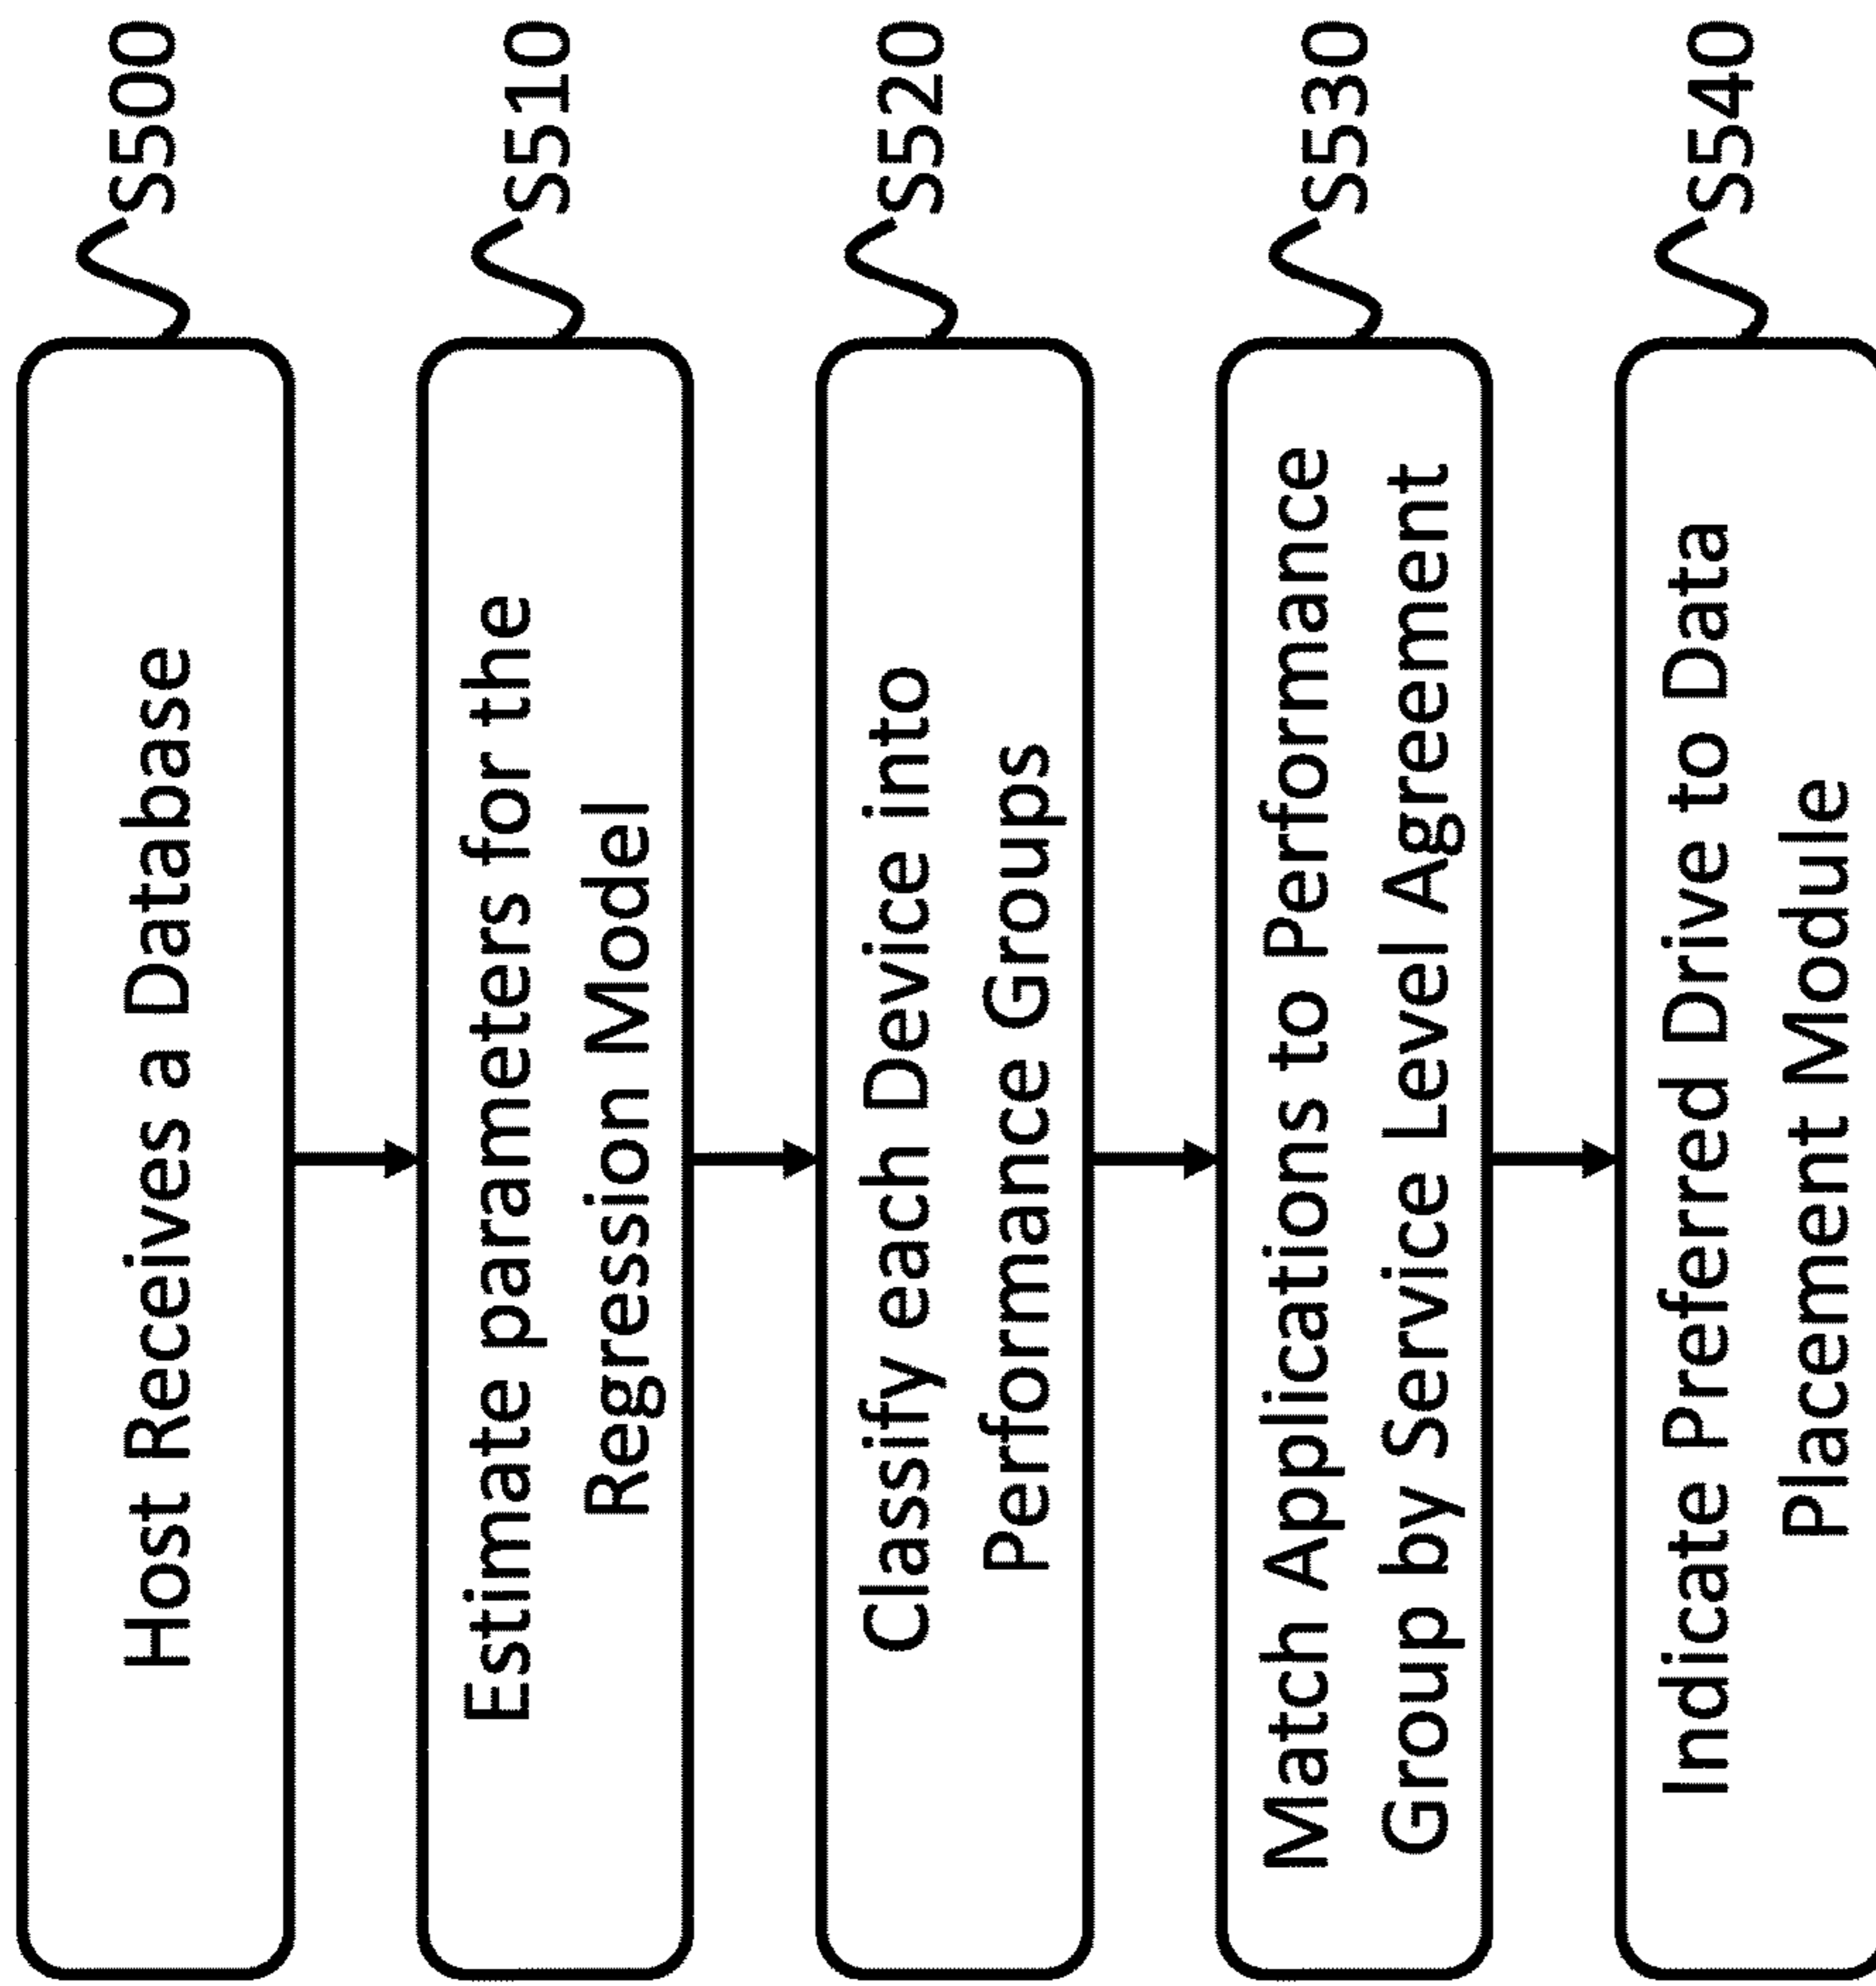 Host Receives a Database
S500
Estimate parameters for the
Regression Model
S510
Classify each Device into
Performance Groups
S520
Match Applications to Performance
Group by Service Level Agreement
S530
Indicate Preferred Drive to Data
Placement Module
S540